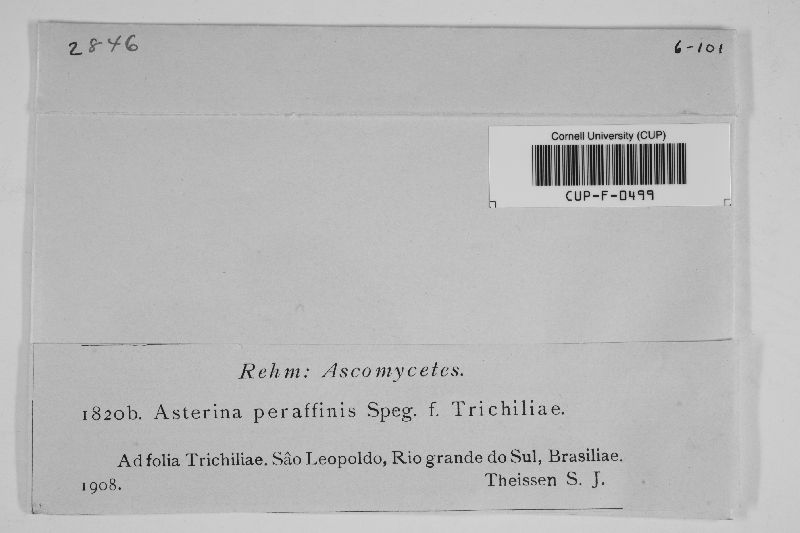 2846
6-101
Cornell University (CUP)
CUP-F-0499
Rehm: Ascomycetes.
1820b. Asterina peraffinis Speg. f. Trichiliae.
Ad folia Trichiliae. Sâo Leopoldo, Rio grande do Sul, Brasiliae.
1908. Theissen S. J.